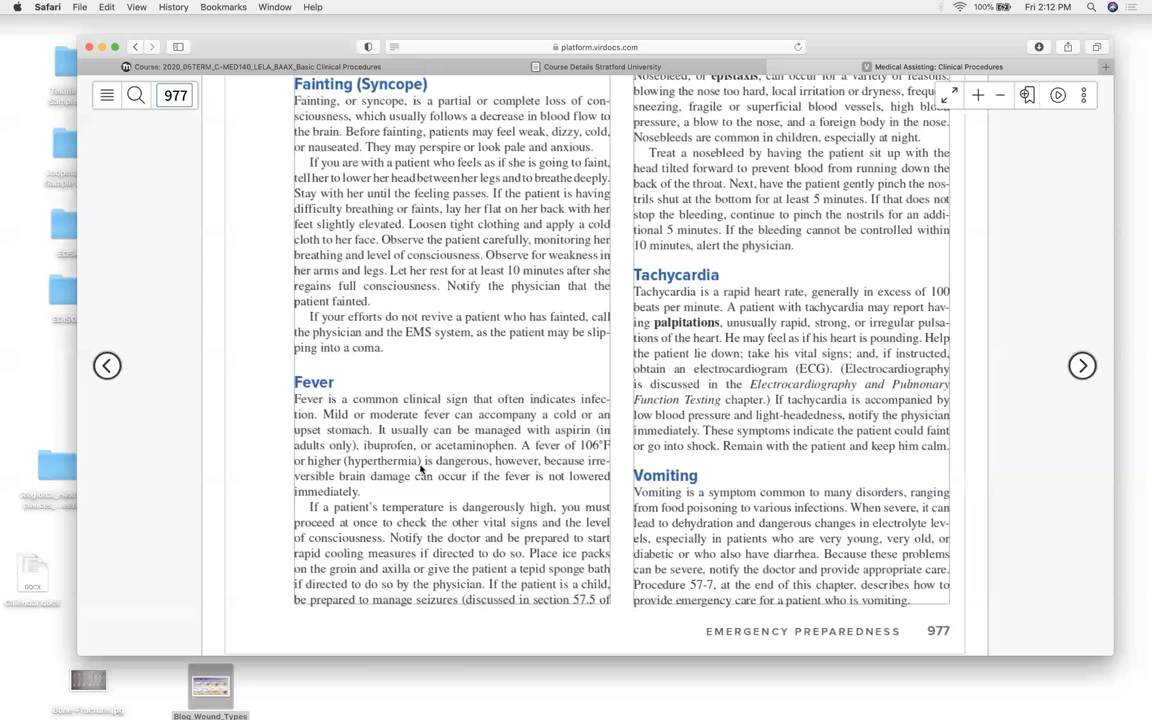 Safari File Edit View History Bookmarks Window Help
100% Fri 2:12 PM
platform.virdocs.com
Course: 2020_05TERM_C-MED140_LELA_BAAX_Basic Clinical Procedures
Course Details Stratford University
Medical Assisting: Clinical Procedures
977
Fainting (Syncope)
Fainting, or syncope, is a partial or complete loss of con-
sciousness, which usually follows a decrease in blood flow to
the brain. Before fainting, patients may feel weak, dizzy, cold,
or nauseated. They may perspire or look pale and anxious.
If you are with a patient who feels as if she is going to faint,
tell her to lower her head between her legs and to breathe deeply.
Stay with her until the feeling passes. If the patient is having
difficulty breathing or faints, lay her flat on her back with her
feet slightly elevated. Loosen tight clothing and apply a cold
cloth to her face. Observe the patient carefully, monitoring her
breathing and level of consciousness. Observe for weakness in
her arms and legs. Let her rest for at least 10 minutes after she
regains full consciousness. Notify the physician that the
patient fainted.
If your efforts do not revive a patient who has fainted, call
the physician and the EMS system, as the patient may be slip-
ping into a coma.
Fever
Fever is a common clinical sign that often indicates infec-
tion. Mild or moderate fever can accompany a cold or an
upset stomach. It usually can be managed with aspirin (in
adults only), ibuprofen, or acetaminophen. A fever of 106°F
or higher (hyperthermia) is dangerous, however, because irre-
versible brain damage can occur if the fever is not lowered
immediately.
If a patient's temperature is dangerously high, you must
proceed at once to check the other vital signs and the level
of consciousness. Notify the doctor and be prepared to start
rapid cooling measures if directed to do so. Place ice packs
on the groin and axilla or give the patient a tepid sponge bath
if directed to do so by the physician. If the patient is a child,
be prepared to manage seizures (discussed in section 57.5 of
Nosebleed, or epistaxis, can occur for a variety of reasons:
blowing the nose too hard, local irritation or dryness,
sneezing, fragile or superficial blood vessels, high blood
pressure, a blow to the nose, and a foreign body in the nose.
Nosebleeds are common in children, especially at night.
Treat a nosebleed by having the patient sit up with the
head tilted forward to prevent blood from running down the
back of the throat. Next, have the patient gently pinch the nos-
trils shut at the bottom for at least 5 minutes. If that does not
stop the bleeding, continue to pinch the nostrils for an addi-
tional 5 minutes. If the bleeding cannot be controlled within
10 minutes, alert the physician.
Tachycardia
Tachycardia is a rapid heart rate, generally in excess of 100
beats per minute. A patient with tachycardia may report hav-
ing palpitations, unusually rapid, strong, or irregular pulsa-
tions of the heart. He may feel as if his heart is pounding. Help
the patient lie down; take his vital signs; and, if instructed,
obtain an electrocardiogram (ECG). (Electrocardiography
is discussed in the Electrocardiography and Pulmonary
Function Testing chapter.) If tachycardia is accompanied by
low blood pressure and light-headedness, notify the physician
immediately. These symptoms indicate the patient could faint
or go into shock. Remain with the patient and keep him calm.
Vomiting
Vomiting is a symptom common to many disorders, ranging
from food poisoning to various infections. When severe, it can
lead to dehydration and dangerous changes in electrolyte lev-
els, especially in patients who are very young, very old, or
diabetic or who also have diarrhea. Because these problems
can be severe, notify the doctor and provide appropriate care.
Procedure 57-7, at the end of this chapter, describes how to
provide emergency care for a patient who is vomiting.
EMERGENCY PREPAREDNESS 977
DOCX
Bone-Fracture.jpg
Blog_Wound_Types